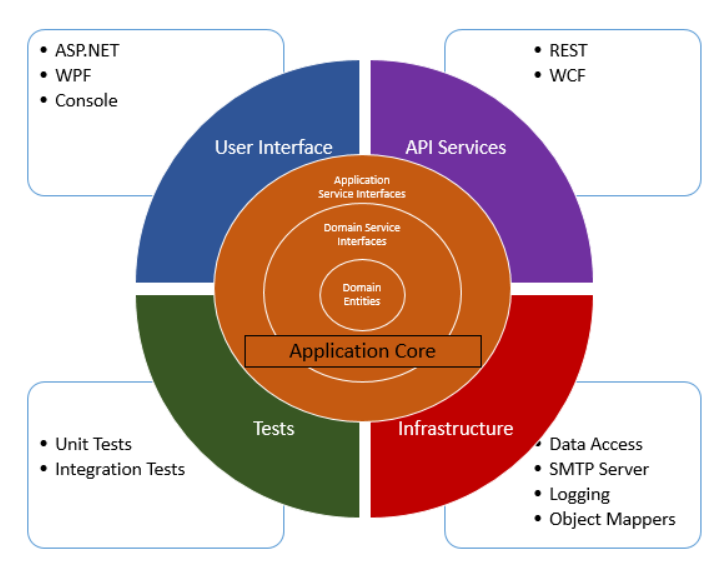 • ASP.NET
• WPF
• Console
• REST
• WCF
User Interface
API Services
Application
Service Interfaces
Domain Service
Interfaces
Domain
Entities
Application Core
Tests
Infrastructure
• Unit Tests
• Integration Tests
• Data Access
• SMTP Server
• Logging
• Object Mappers